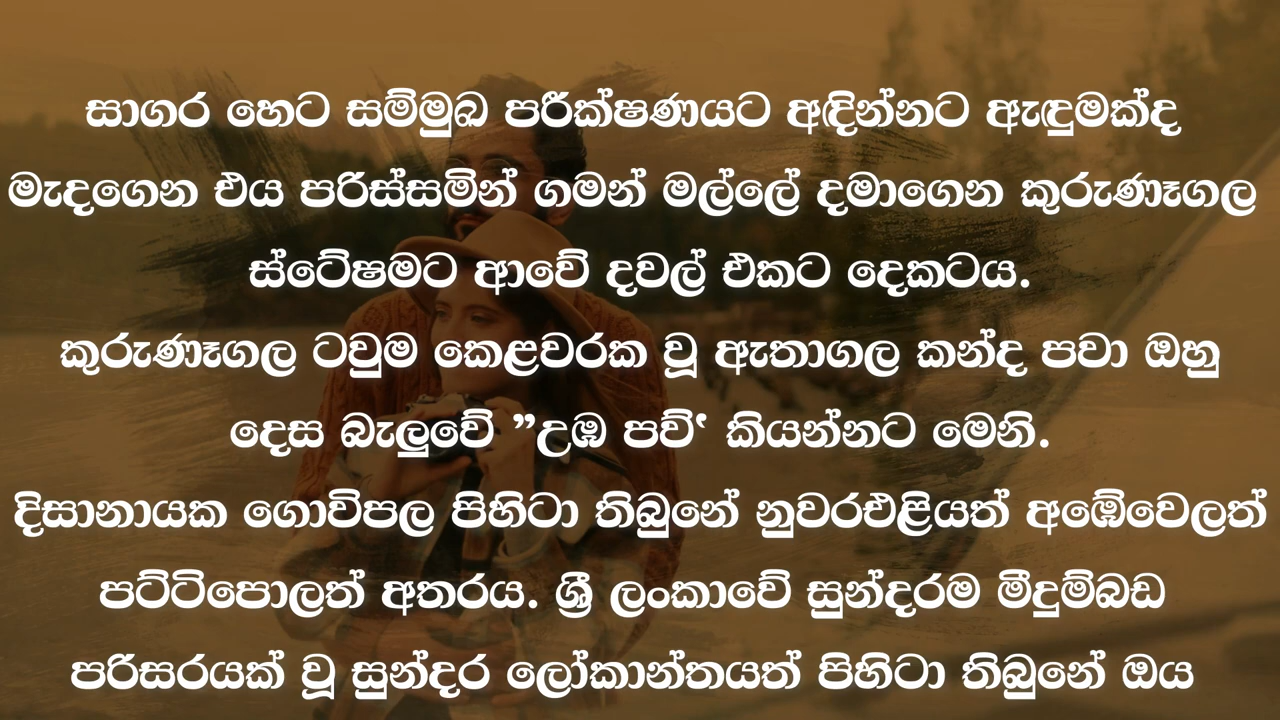 සාගර හෙට සම්මුඛ පරීක්ෂණයට අඳින්නට ඇඳුමක්ද
මැදගෙන එය පරිස්සමින් ගමන් මල්ලේ දමාගෙන කුරුණෑගල
ස්ටේෂමට ආවේ දවල් එකට දෙකටය.
කුරුණෑගල ටවුම කෙළවරක වූ ඇතාගල කන්ද පවා ඔහු
දෙස බැලුවේ ”උඹ පව්‛ කියන්නට මෙනි.
දිසානායක ගොවිපල පිහිටා තිබුනේ නුවරඑළියත් අඹේවෙලත්
පට්ටිපොලත් අතරය. ශ්‍රී ලංකාවේ සුන්දරම මීදුම්බඩ
පරිසරයක් වූ සුන්දර ලෝකාන්තයත් පිහිටා තිබුනේ ඔය